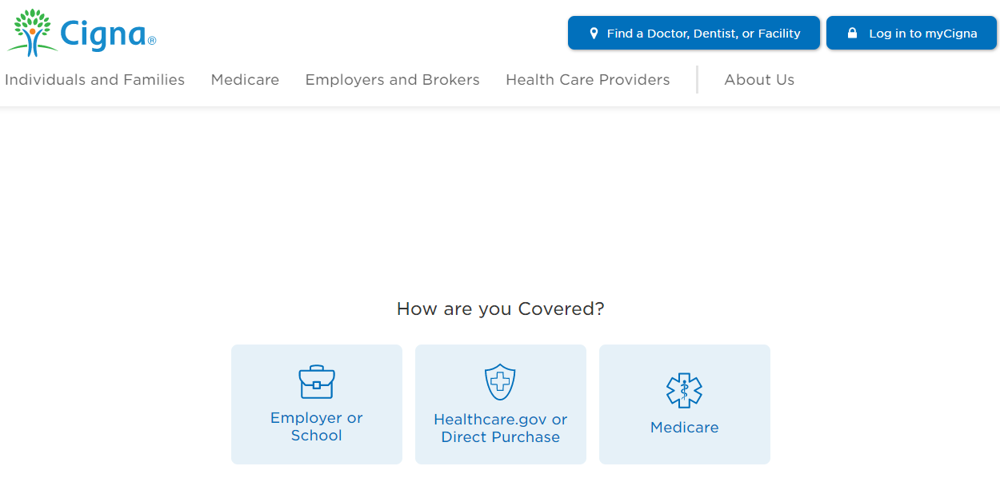 Cigna®
Find a Doctor, Dentist, or Facility
Log in to myCigna
Individuals and Families
Medicare
Employers and Brokers
Health Care Providers
About Us
How are you Covered?
Employer or
School
Healthcare.gov or
Direct Purchase
Medicare